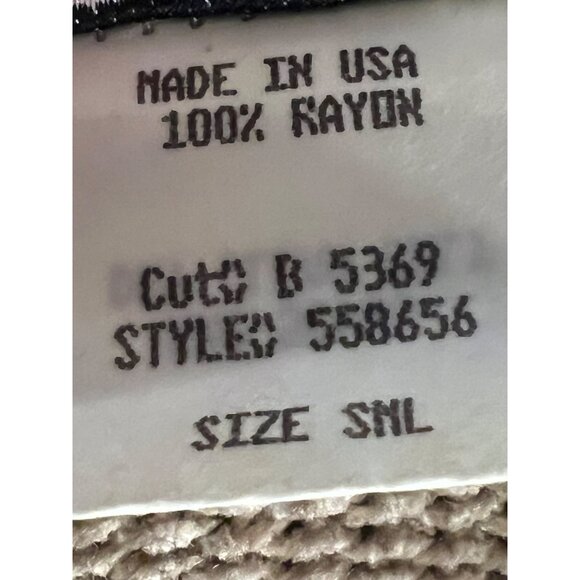 MADE IN USA
100% RAYON
Cut# B 5369
STYLE# 558656
SIZE SML